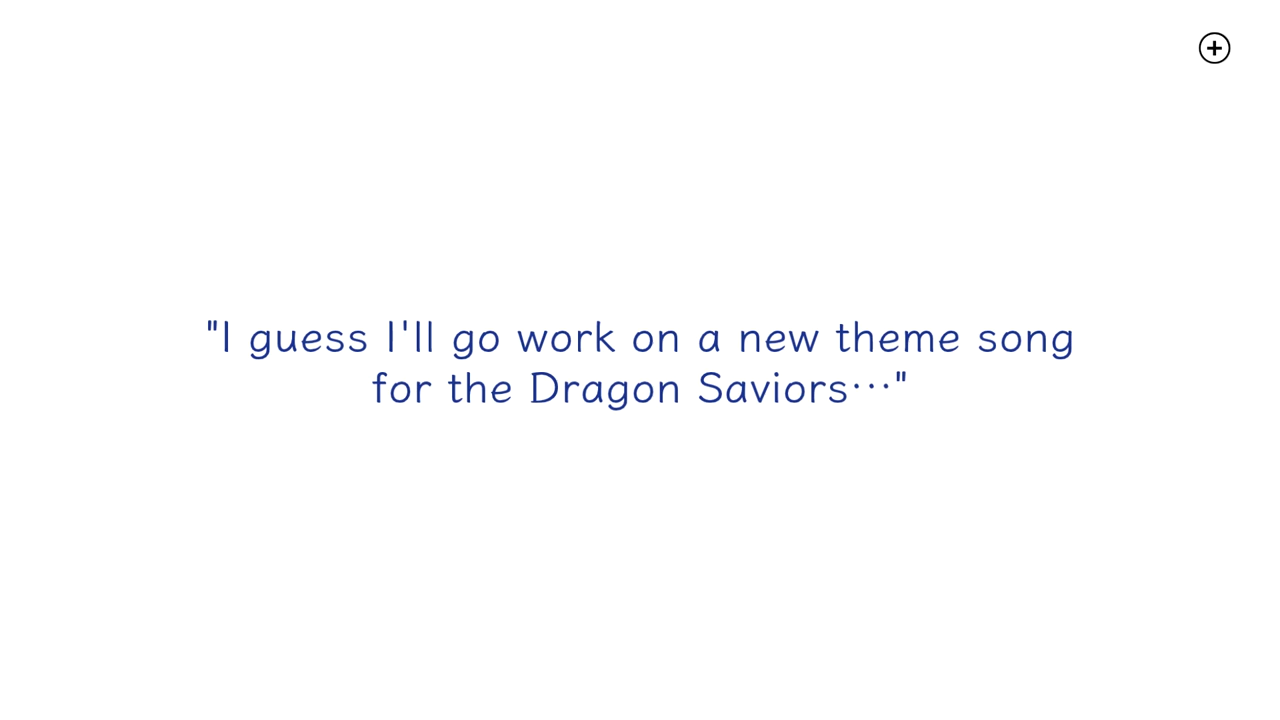 "I guess I'll go work on a new theme song
for the Dragon Saviors⋯"